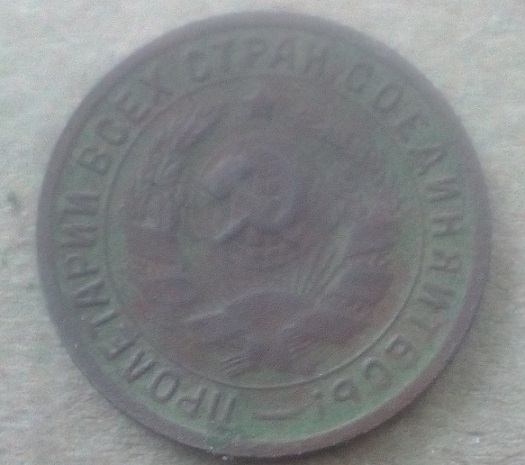 ПРОЛЕТАРИИ ВСЕХ СТРАН, СОЕДИНЯЙТЕСЬ! —